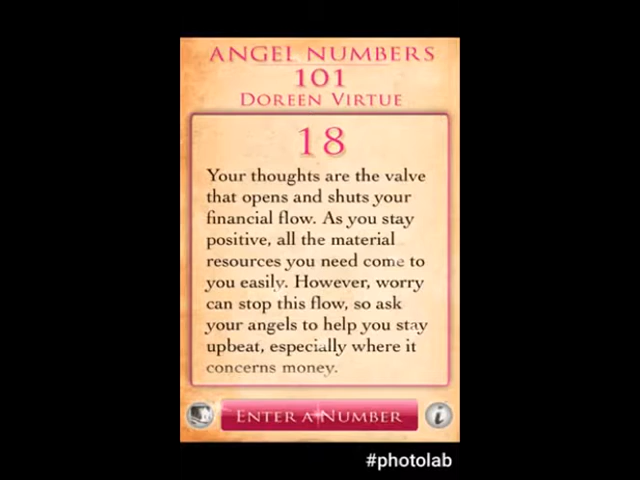 ANGEL NUMBERS
101
DOREEN VIRTUE
18
Your thoughts are the valve
that opens and shuts your
financial flow. As you stay
positive, all the material
resources you need come to
you easily. However, worry
can stop this flow, so ask
your angels to help you stay
upbeat, especially where it
concerns money.
ENTER A NUMBER
i
#photolab